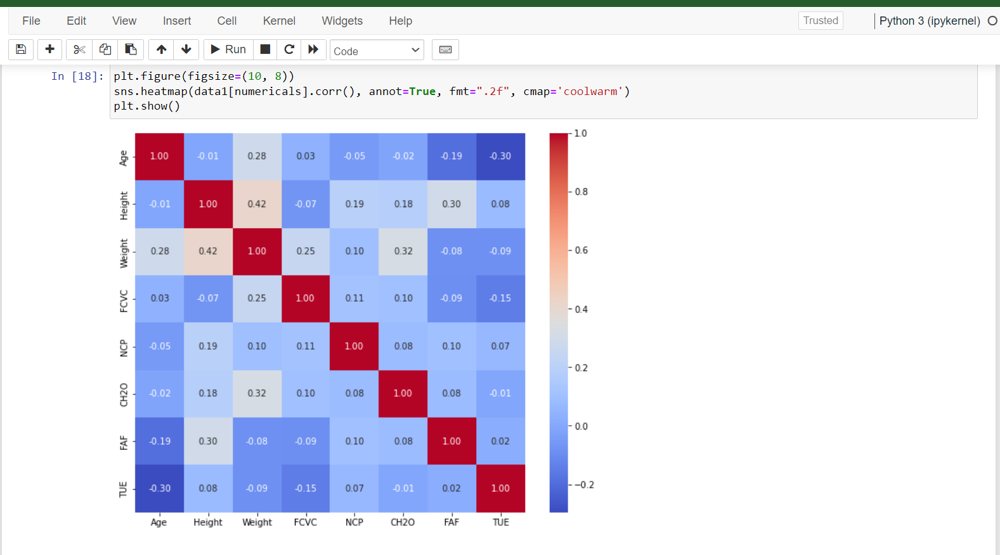 File Edit View Insert Cell Kernel Widgets Help Trusted Python 3 (ipykernel)
Run Code
In [18]: plt.figure(figsize=(10, 8))
sns.heatmap(data1[numericals].corr(), annot=True, fmt=".2f", cmap='coolwarm')
plt.show()
Age 1.00 -0.01 0.28 0.03 -0.05 -0.02 -0.19 -0.30
Height -0.01 1.00 0.42 -0.07 0.19 0.18 0.30 0.08
Weight 0.28 0.42 1.00 0.25 0.10 0.32 -0.08 -0.09
FCVC 0.03 -0.07 0.25 1.00 0.11 0.10 -0.09 -0.15
NCP -0.05 0.19 0.10 0.11 1.00 0.08 0.10 0.07
CH2O -0.02 0.18 0.32 0.10 0.08 1.00 0.08 -0.01
FAF -0.19 0.30 -0.08 -0.09 0.10 0.08 1.00 0.02
TUE -0.30 0.08 -0.09 -0.15 0.07 -0.01 0.02 1.00
Age Height Weight FCVC NCP CH2O FAF TUE
1.0
0.8
0.6
0.4
0.2
0.0
−0.2